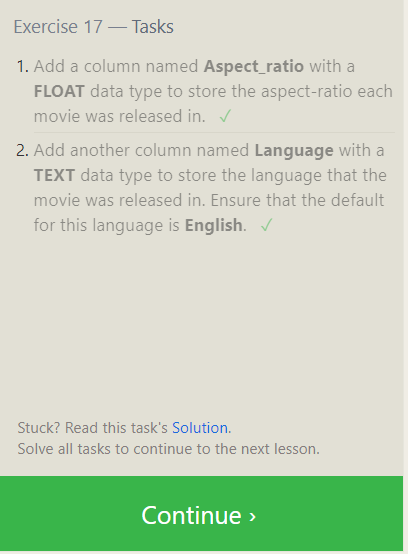 Exercise 17 — Tasks
1. Add a column named Aspect_ratio with a
FLOAT data type to store the aspect-ratio each
movie was released in. ✓
2. Add another column named Language with a
TEXT data type to store the language that the
movie was released in. Ensure that the default
for this language is English. ✓
Stuck? Read this task's Solution.
Solve all tasks to continue to the next lesson.
Continue ›